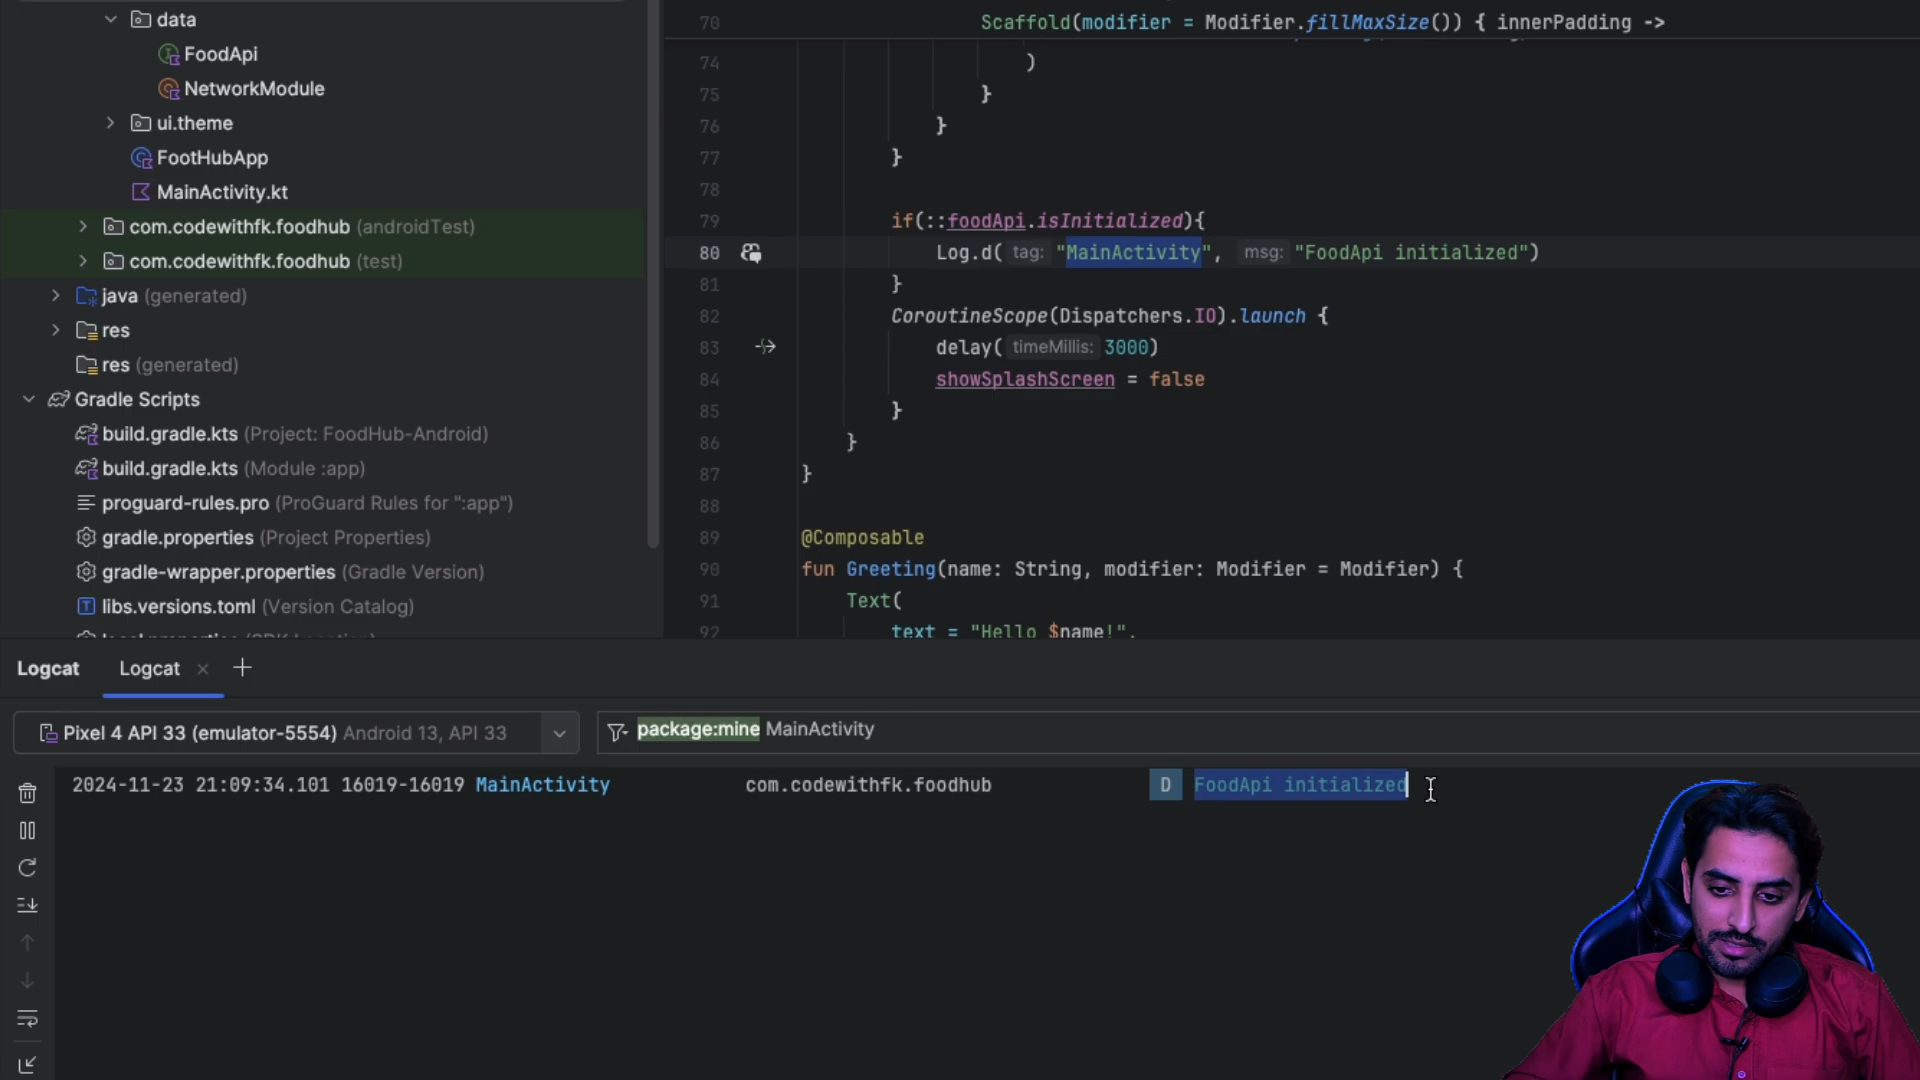 data
FoodApi
NetworkModule
ui.theme
FootHubApp
MainActivity.kt
com.codewithfk.foodhub (androidTest)
com.codewithfk.foodhub (test)
java (generated)
res
res (generated)
Gradle Scripts
build.gradle.kts (Project: FoodHub-Android)
build.gradle.kts (Module :app)
proguard-rules.pro (ProGuard Rules for ":app")
gradle.properties (Project Properties)
gradle-wrapper.properties (Gradle Version)
libs.versions.toml (Version Catalog)
70 Scaffold(modifier = Modifier.fillMaxSize()) { innerPadding ->
74 )
75 }
76 }
77 }
78
79 if(::foodApi.isInitialized){
80 Log.d( tag: "MainActivity", msg: "FoodApi initialized")
81 }
82 CoroutineScope(Dispatchers.IO).launch {
83 delay( timeMillis: 3000)
84 showSplashScreen = false
85 }
86 }
87 }
88
89 @Composable
90 fun Greeting(name: String, modifier: Modifier = Modifier) {
91 Text(
92 text = "Hello $name!",
Logcat Logcat
Pixel 4 API 33 (emulator-5554) Android 13, API 33 package:mine MainActivity
2024-11-23 21:09:34.101 16019-16019 MainActivity com.codewithfk.foodhub D FoodApi initialized